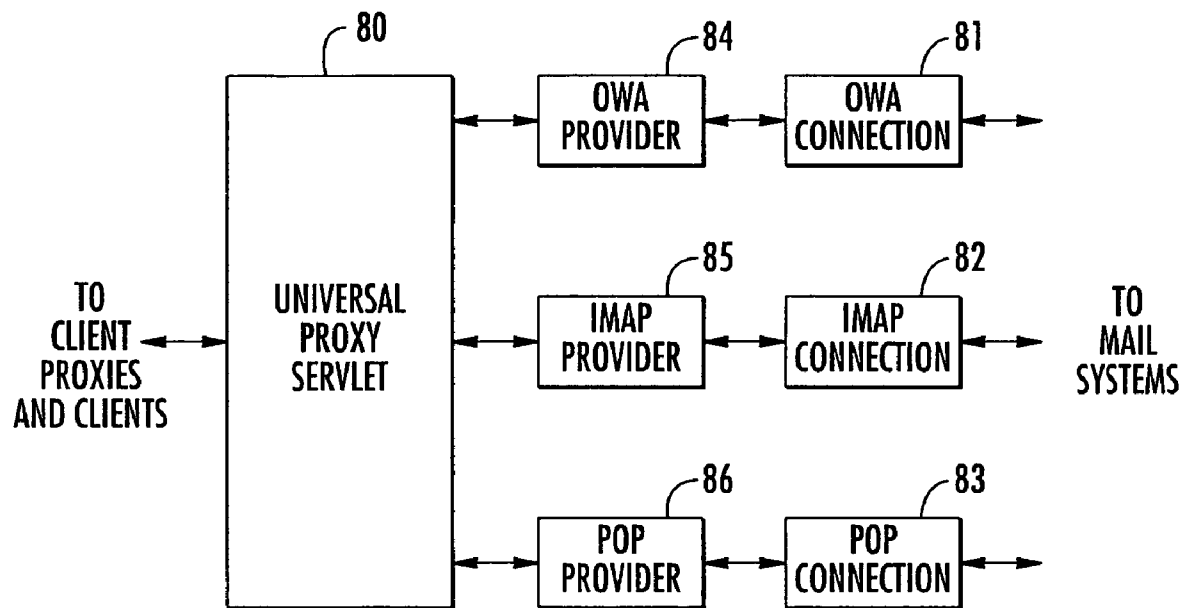 80
84
81
OWA
PROVIDER
OWA
CONNECTION
TO
CLIENT
PROXIES
AND CLIENTS
UNIVERSAL
PROXY
SERVLET
85
82
IMAP
PROVIDER
IMAP
CONNECTION
TO
MAIL
SYSTEMS
86
83
POP
PROVIDER
POP
CONNECTION